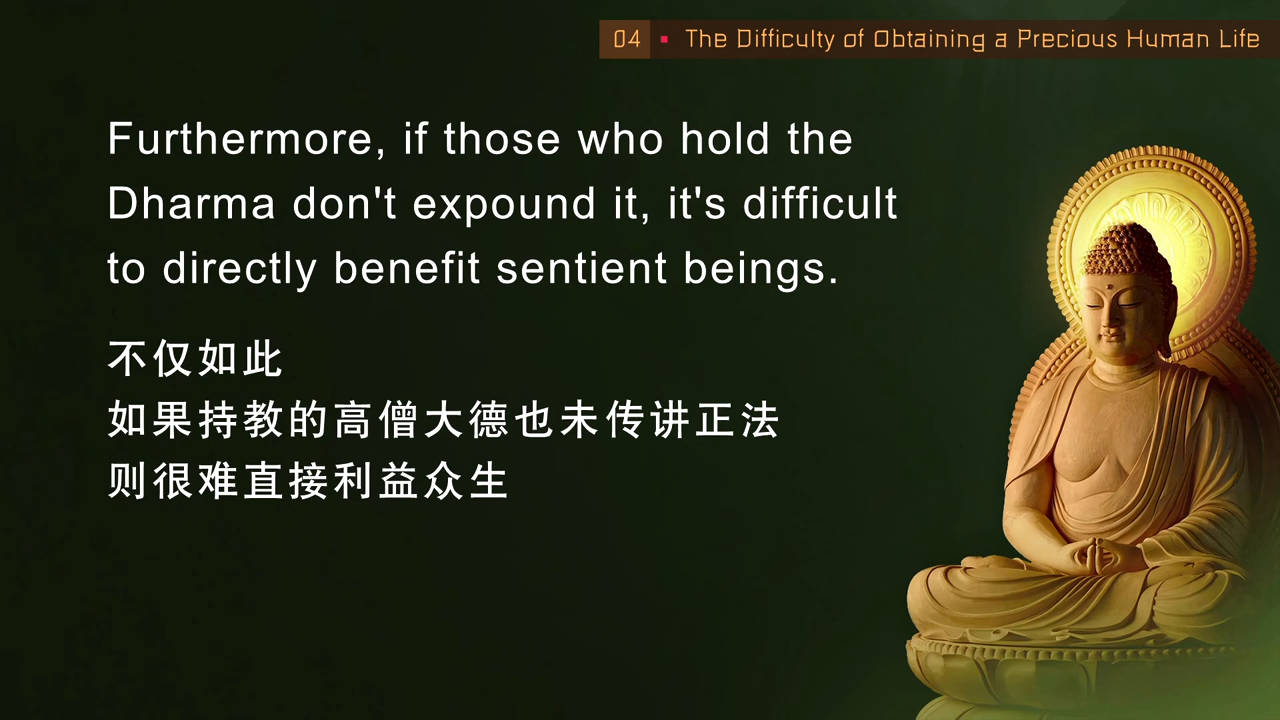 04 ▪ The Difficulty of Obtaining a Precious Human Life
Furthermore, if those who hold the
Dharma don't expound it, it's difficult
to directly benefit sentient beings.
不仅如此
如果持教的高僧大德也未传讲正法
则很难直接利益众生